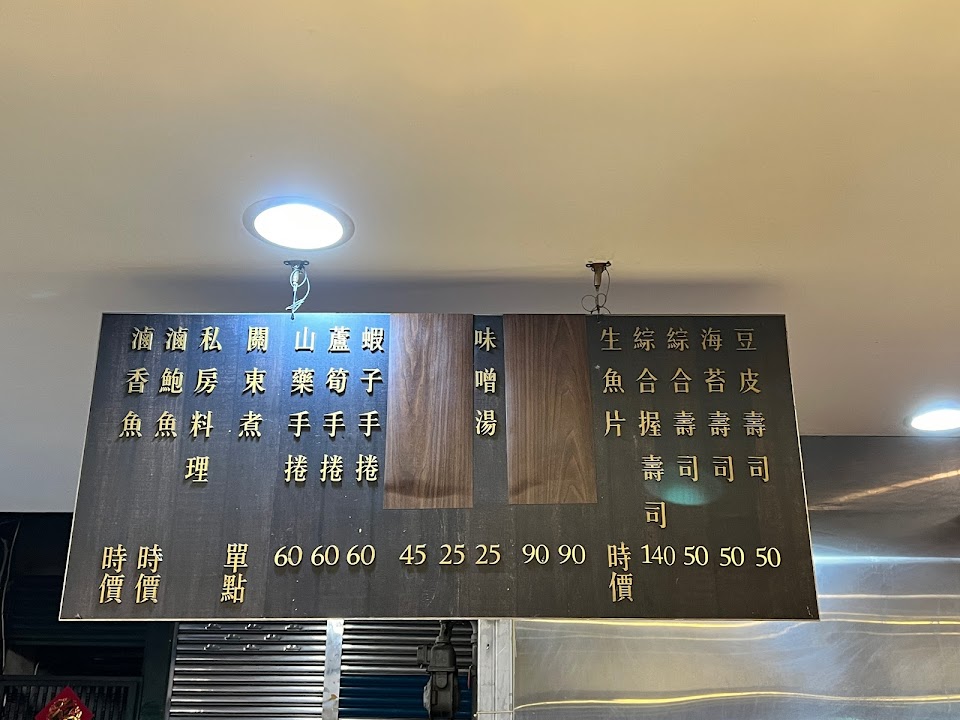 豆皮壽司 50
海苔壽司 50
綜合壽司 50
綜合握壽司 140
生魚片 時價
90
90
味噌湯 25
25
45
蝦子手捲 60
蘆筍手捲 60
山藥手捲 60
關東煮 單點
私房料理
滷鮑魚 時價
滷香魚 時價